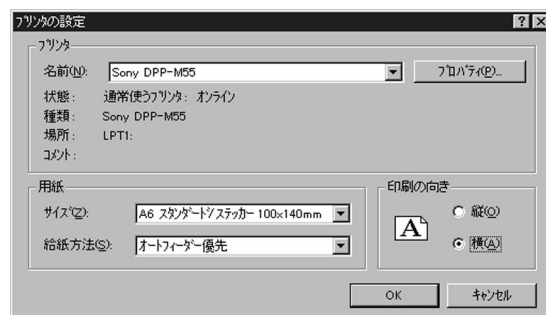 プリンタの設定
プリンタ
名前(N): Sony DPP-M55 プロパティ(P)...
状態: 通常使うプリンタ: オンライン
種類: Sony DPP-M55
場所: LPT1:
コメント:
用紙
サイズ(Z): A6 スタンダード/ステッカー 100x140mm
給紙方法(S): オートフィーダー優先
印刷の向き
A
縦(O)
横(A)
OK キャンセル